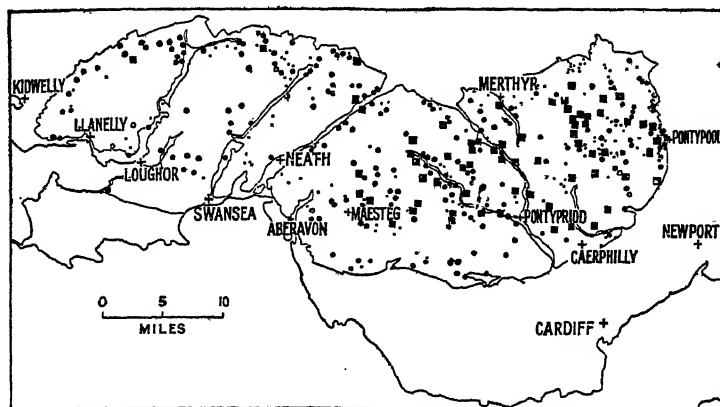 MERTHYR
KIDWELLY
LLANELLY
PONTYPOOL
LOUGHOR
NEATH
SWANSEA
MAESTEG
PONTYPRIDD
ABERAVON
NEWPORT
CAERPHILLY
0 5 10
MILES
CARDIFF